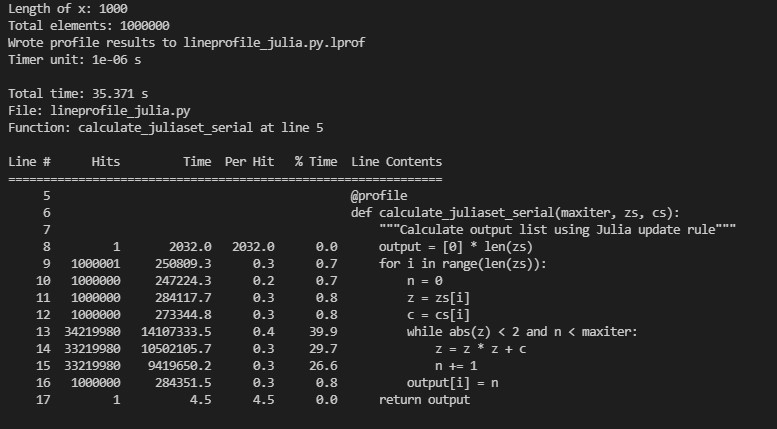 Length of x: 1000
Total elements: 1000000
Wrote profile results to lineprofile_julia.py.lprof
Timer unit: 1e-06 s

Total time: 35.371 s
File: lineprofile_julia.py
Function: calculate_juliaset_serial at line 5

Line #      Hits         Time  Per Hit   % Time  Line Contents
==============================================================
     5                                           @profile
     6                                           def calculate_juliaset_serial(maxiter, zs, cs):
     7                                               """Calculate output list using Julia update rule"""
     8         1       2032.0   2032.0      0.0      output = [0] * len(zs)
     9   1000001     250809.3      0.3      0.7      for i in range(len(zs)):
    10   1000000     247224.3      0.2      0.7          n = 0
    11   1000000     284117.7      0.3      0.8          z = zs[i]
    12   1000000     273344.8      0.3      0.8          c = cs[i]
    13  34219980   14107333.5      0.4     39.9          while abs(z) < 2 and n < maxiter:
    14  33219980   10502105.7      0.3     29.7              z = z * z + c
    15  33219980    9419650.2      0.3     26.6              n += 1
    16   1000000     284351.5      0.3      0.8          output[i] = n
    17         1          4.5      4.5      0.0      return output